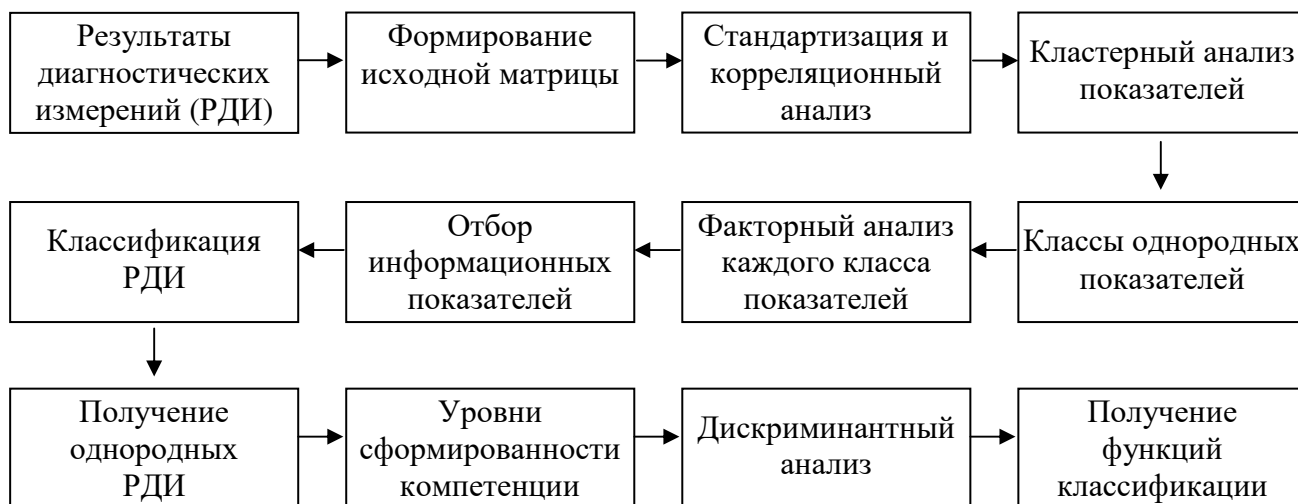 Результаты
диагностических
измерений (РДИ)
Формирование
исходной матрицы
Стандартизация и
корреляционный
анализ
Кластерный анализ
показателей
Классификация
РДИ
Отбор
информационных
показателей
Факторный анализ
каждого класса
показателей
Классы однородных
показателей
Получение
однородных
РДИ
Уровни
сформированности
компетенции
Дискриминантный
анализ
Получение
функций
классификации